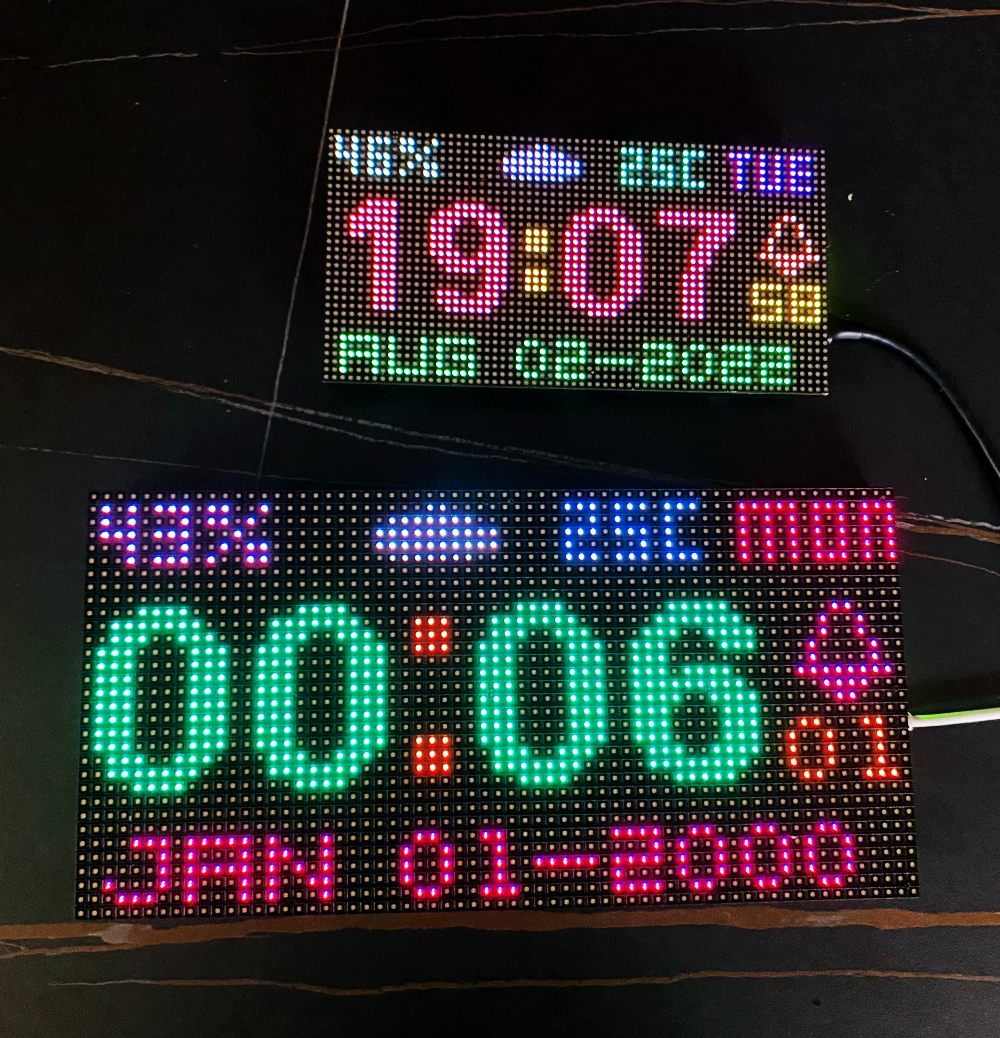 46% 25C TUE
19:07
58
AUG 02-2022
43% 25C MON
00:06
01
JAN 01-2000